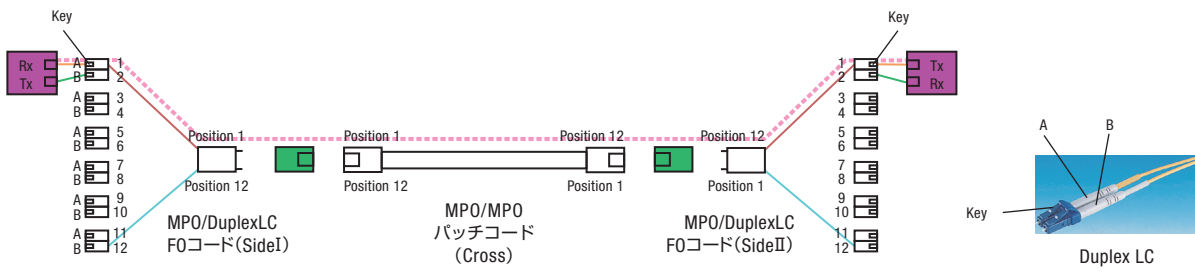 Key
Rx
Tx
A
B
1
2
A
B
3
4
A
B
5
6
A
B
7
8
A
B
9
10
A
B
11
12
Position 1
Position 12
MPO/DuplexLC
FOコード(SideⅠ)
Position 1
Position 12
Position 12
Position 1
MPO/MPO
パッチコード
(Cross)
Position 12
Position 1
MPO/DuplexLC
FOコード(SideⅡ)
Key
1
2
3
4
5
6
7
8
9
10
11
12
Tx
Rx
A
B
Key
Duplex LC